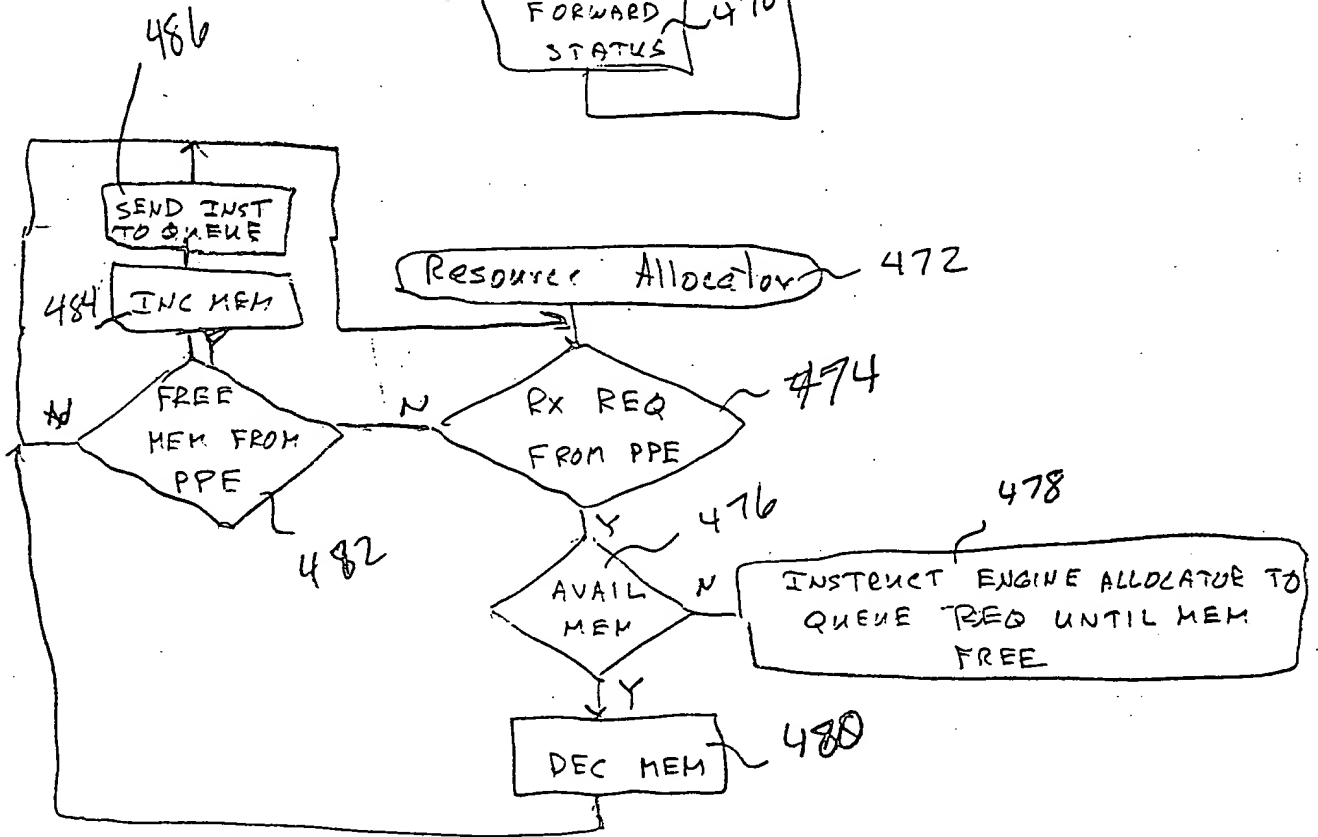 FORWARD
STATUS
486
SEND INST
TO QUEUE
Resource Allocator
472
484
INC MEM
Y
FREE
MEM FROM
PPE
N
RX REQ
FROM PPE
474
482
Y
476
478
AVAIL
MEM
N
INSTRUCT ENGINE ALLOCATOR TO
QUEUE REQ UNTIL MEM
FREE
Y
DEC MEM
480